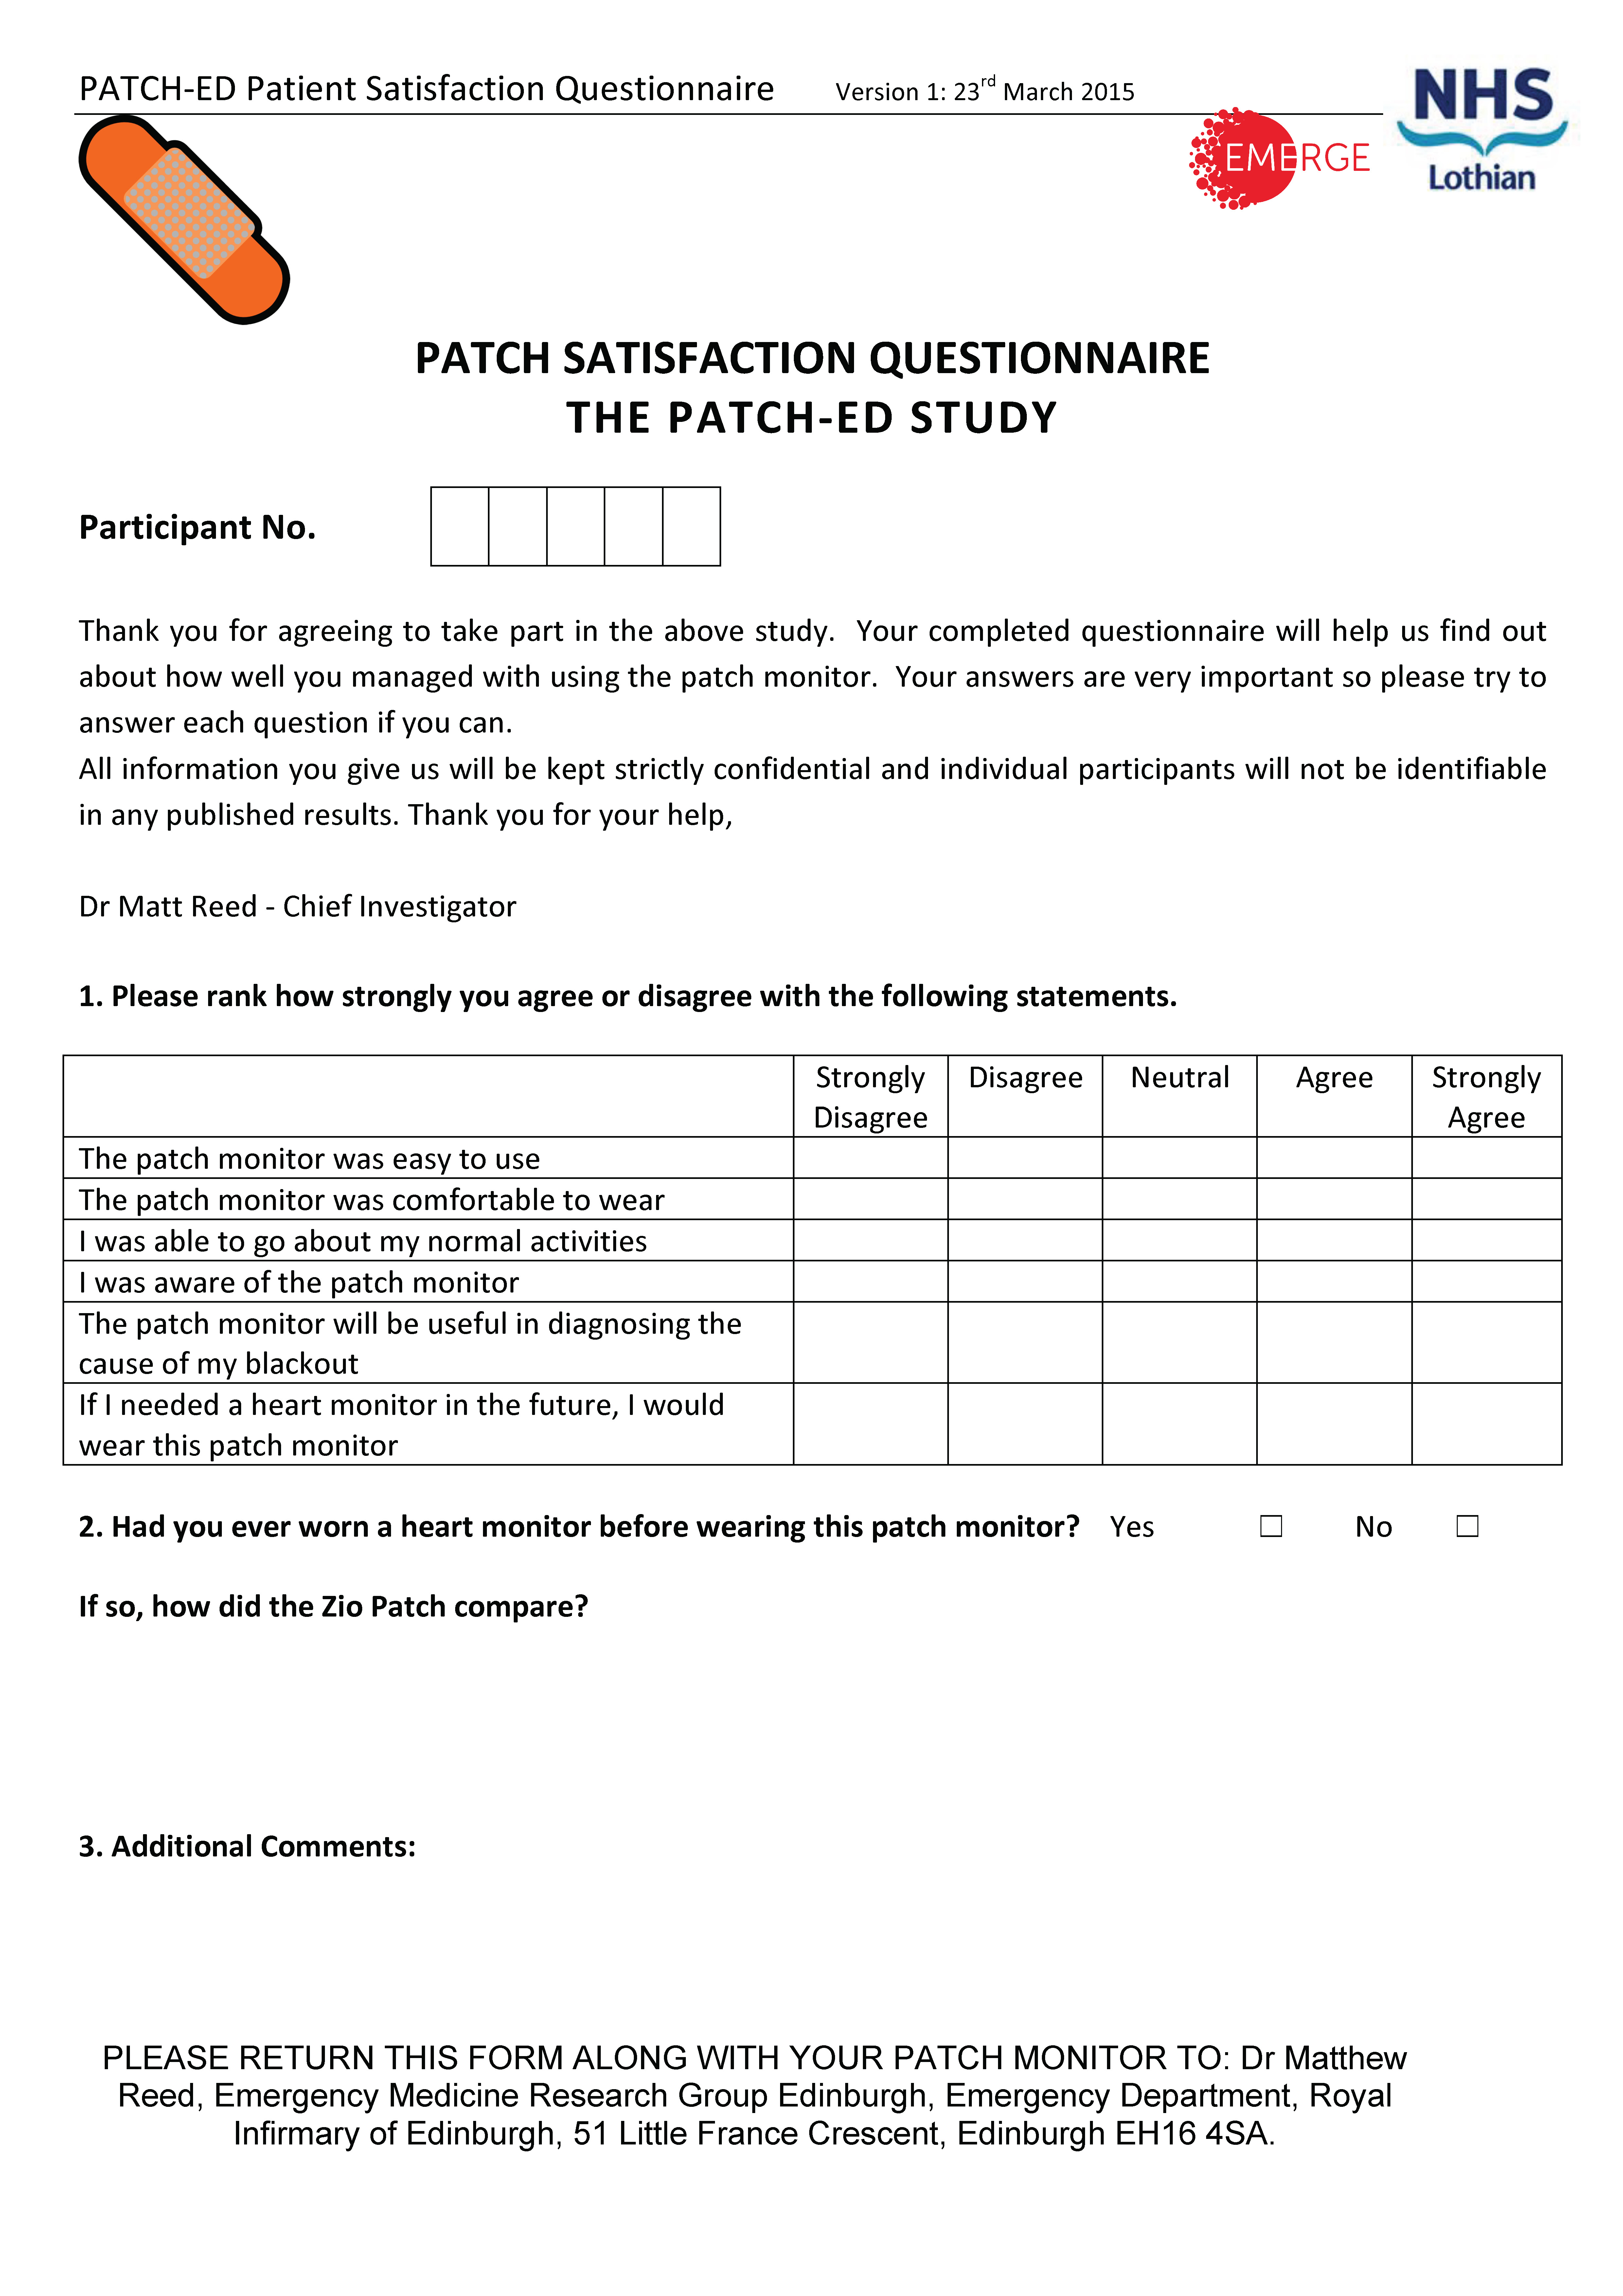 PATCH-ED Patient Satisfaction Questionnaire Version 1: 23rd March 2015
NHS
Lothian
EMERGE
PATCH SATISFACTION QUESTIONNAIRE
THE PATCH-ED STUDY
Participant No.
Thank you for agreeing to take part in the above study. Your completed questionnaire will help us find out
about how well you managed with using the patch monitor. Your answers are very important so please try to
answer each question if you can.
All information you give us will be kept strictly confidential and individual participants will not be identifiable
in any published results. Thank you for your help,
Dr Matt Reed - Chief Investigator
1. Please rank how strongly you agree or disagree with the following statements.
Strongly Disagree Neutral Agree Strongly
Disagree Agree
The patch monitor was easy to use
The patch monitor was comfortable to wear
I was able to go about my normal activities
I was aware of the patch monitor
The patch monitor will be useful in diagnosing the
cause of my blackout
If I needed a heart monitor in the future, I would
wear this patch monitor
2. Had you ever worn a heart monitor before wearing this patch monitor? Yes □ No □
If so, how did the Zio Patch compare?
3. Additional Comments:
PLEASE RETURN THIS FORM ALONG WITH YOUR PATCH MONITOR TO: Dr Matthew
Reed, Emergency Medicine Research Group Edinburgh, Emergency Department, Royal
Infirmary of Edinburgh, 51 Little France Crescent, Edinburgh EH16 4SA.